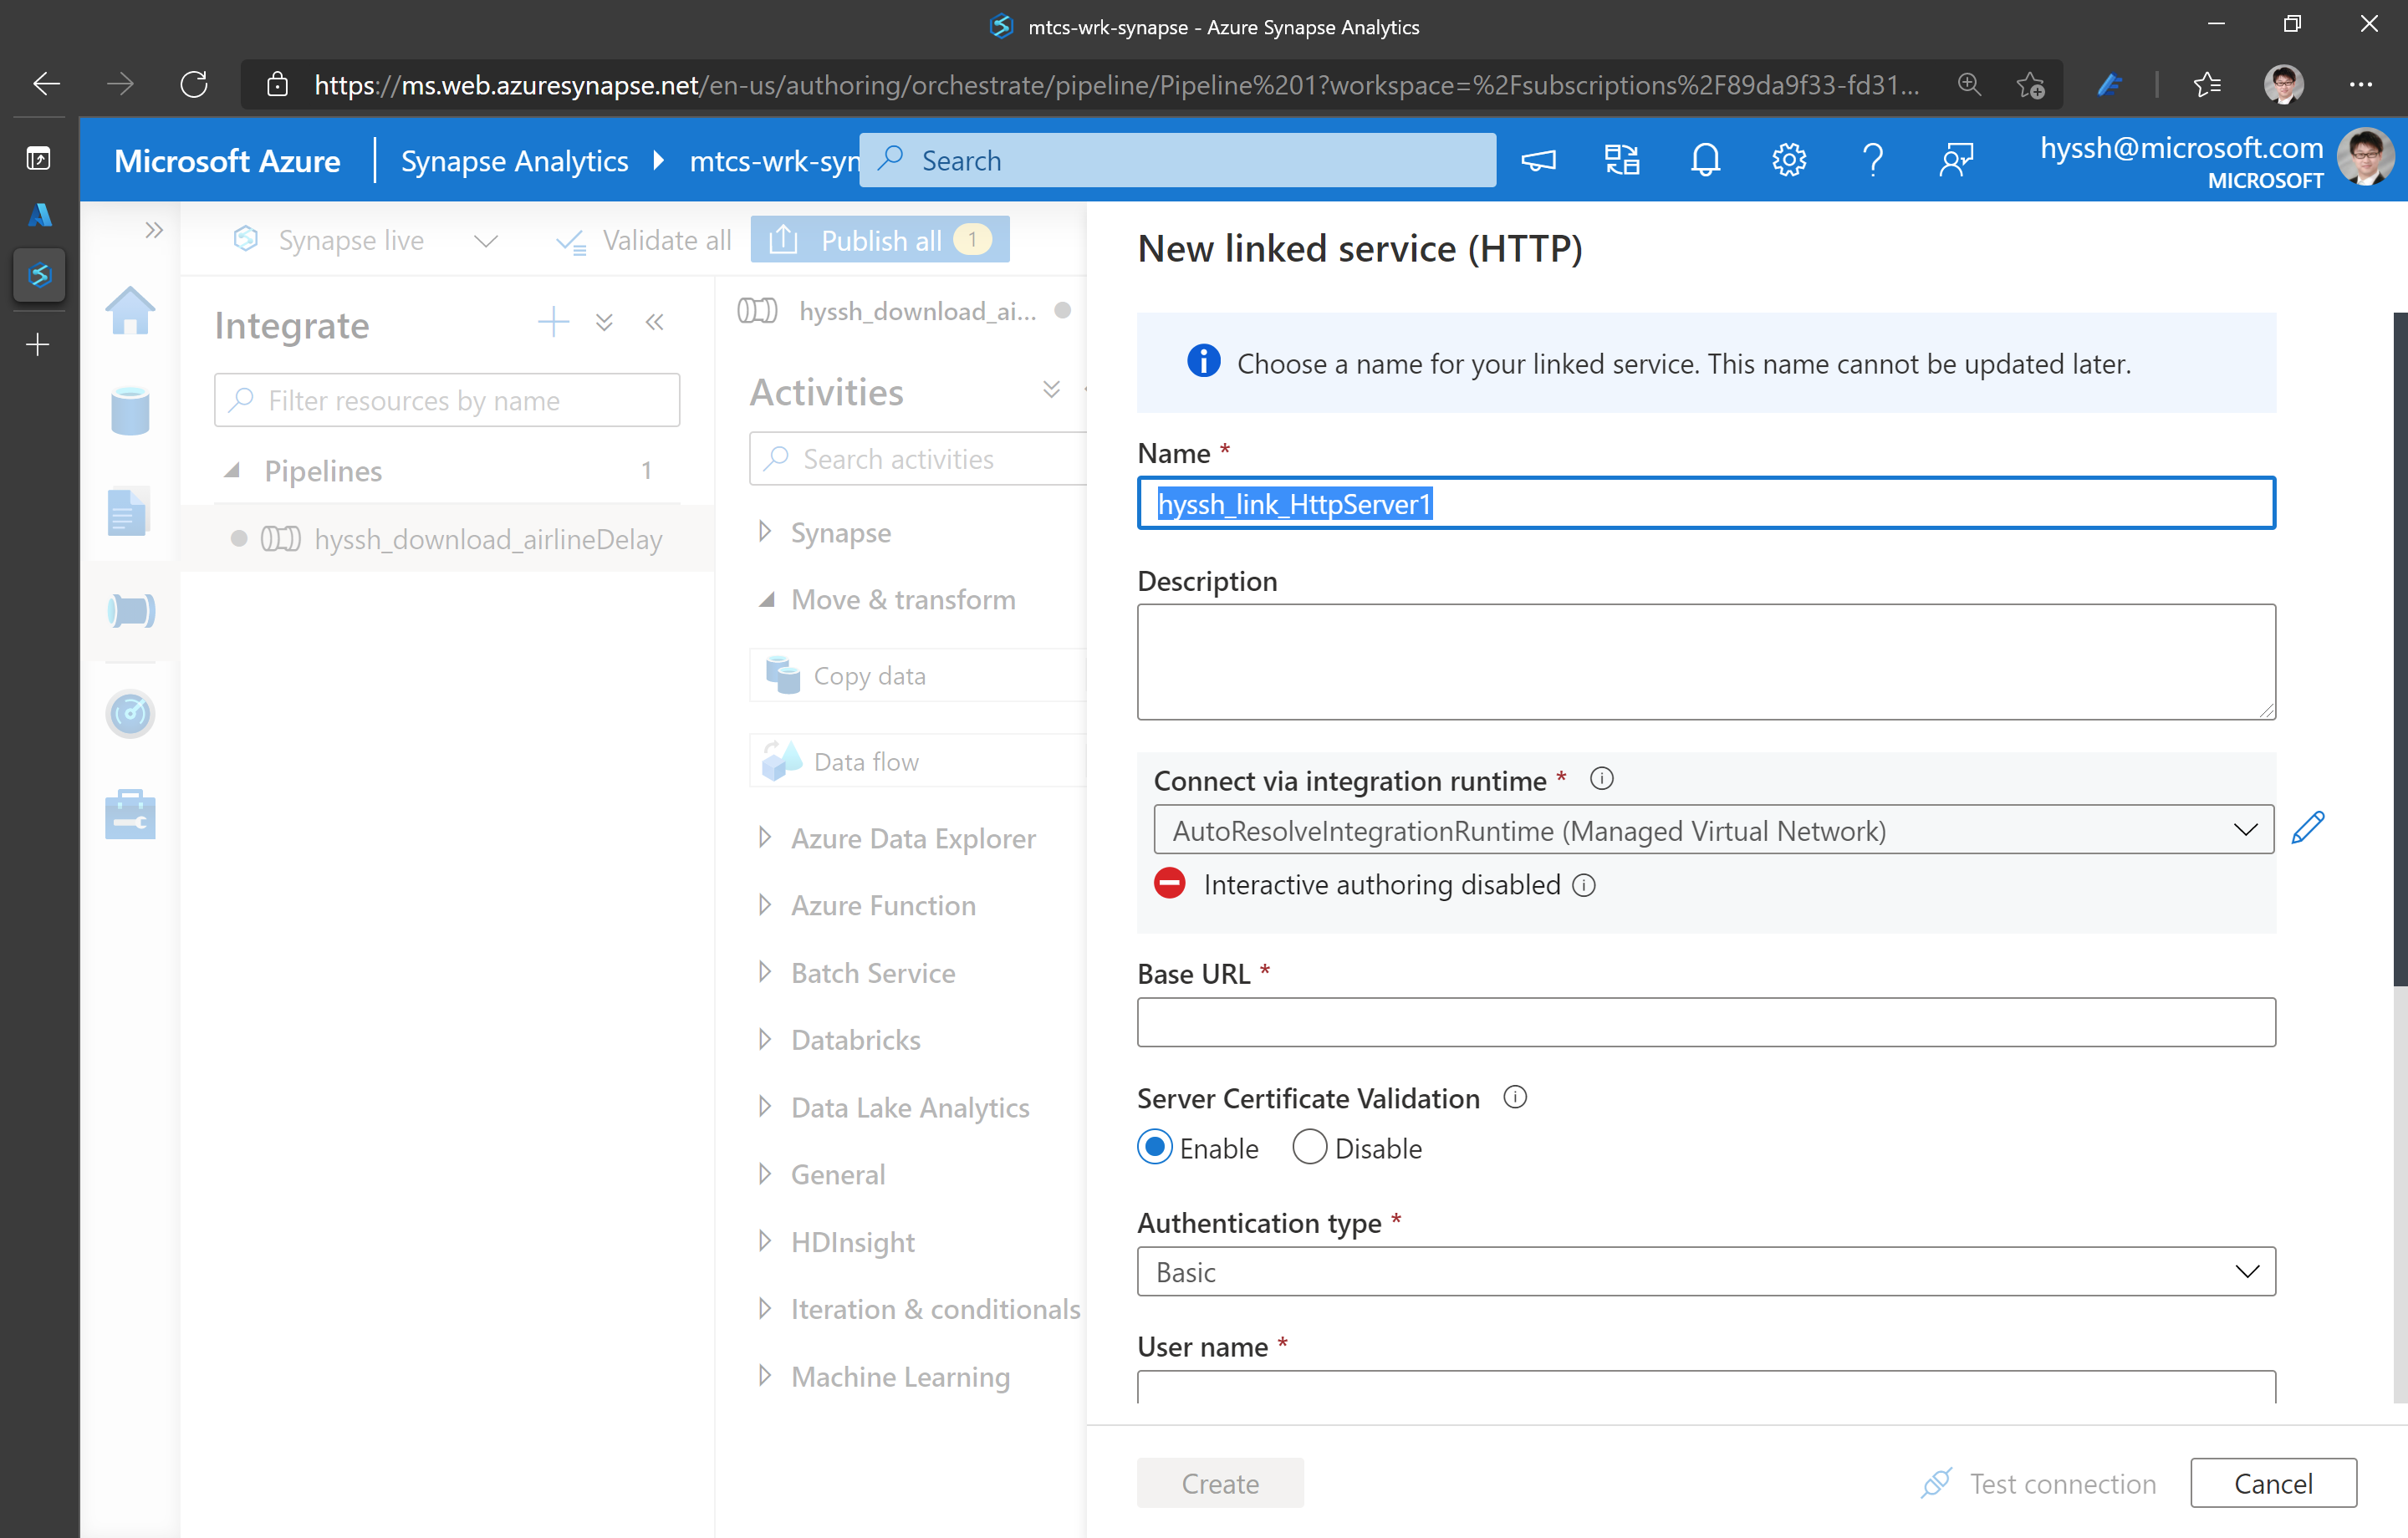 mtcs-wrk-synapse - Azure Synapse Analytics
https://ms.web.azuresynapse.net/en-us/authoring/orchestrate/pipeline/Pipeline%201?workspace=%2Fsubscriptions%2F89da9f33-fd31...
Microsoft Azure
Synapse Analytics
mtcs-wrk-syn
Search
hyssh@microsoft.com
MICROSOFT
Synapse live
Validate all
Publish all
1
Integrate
Filter resources by name
Pipelines
1
hyssh_download_airlineDelay
hyssh_download_ai...
Activities
Search activities
Synapse
Move & transform
Copy data
Data flow
Azure Data Explorer
Azure Function
Batch Service
Databricks
Data Lake Analytics
General
HDInsight
Iteration & conditionals
Machine Learning
New linked service (HTTP)
Choose a name for your linked service. This name cannot be updated later.
Name *
hyssh_link_HttpServer1
Description
Connect via integration runtime *
AutoResolveIntegrationRuntime (Managed Virtual Network)
Interactive authoring disabled
Base URL *
Server Certificate Validation
Enable
Disable
Authentication type *
Basic
User name *
Create
Test connection
Cancel